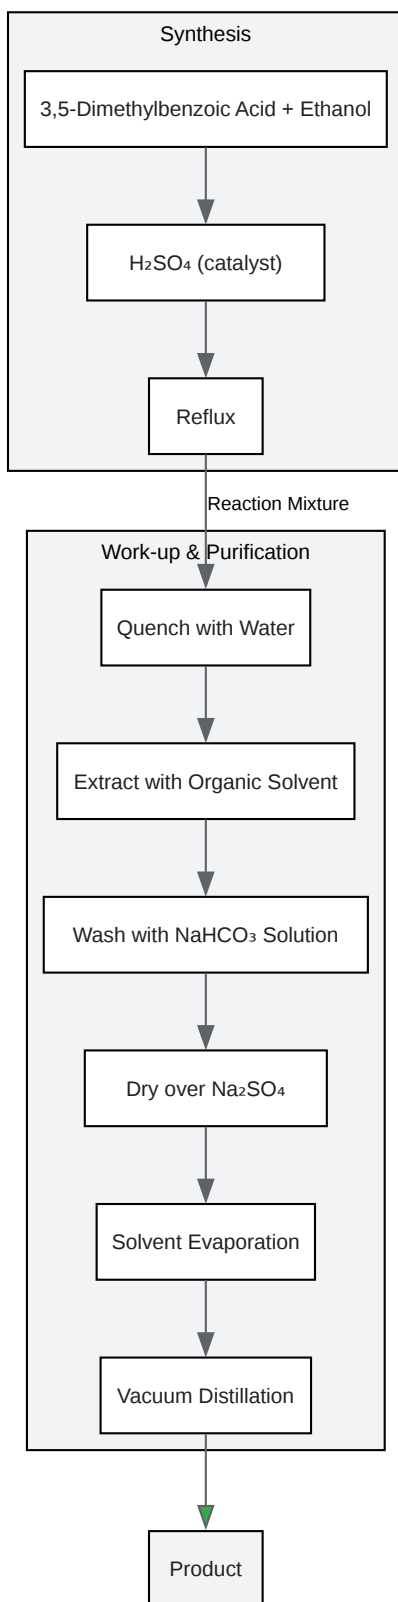 Synthesis
3,5-Dimethylbenzoic Acid + Ethanol
H₂SO₄ (catalyst)
Reflux
Reaction Mixture
Work-up & Purification
Quench with Water
Extract with Organic Solvent
Wash with NaHCO₃ Solution
Dry over Na₂SO₄
Solvent Evaporation
Vacuum Distillation
Product